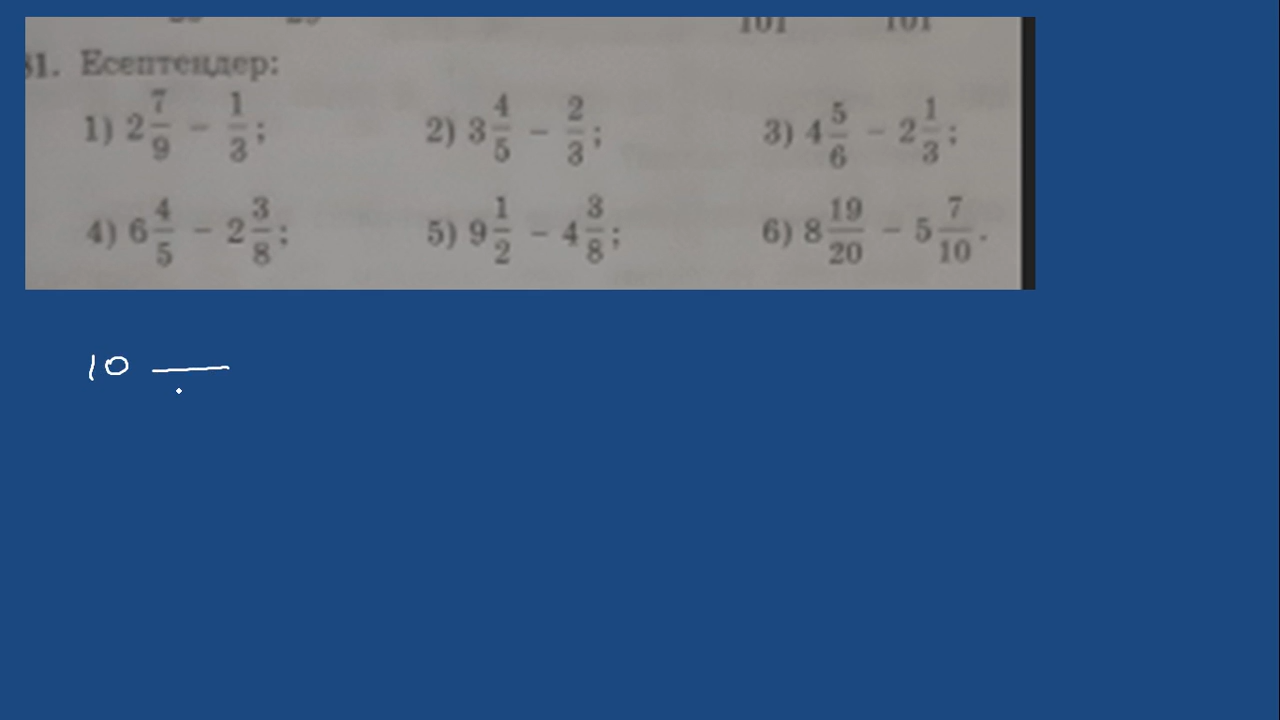 101 101
81. Есептеңдер:
1) 2 7/9 − 1/3; 2) 3 4/5 − 2/3; 3) 4 5/6 − 2 1/3;
4) 6 4/5 − 2 3/8; 5) 9 1/2 − 4 3/8; 6) 8 19/20 − 5 7/10.
10 —